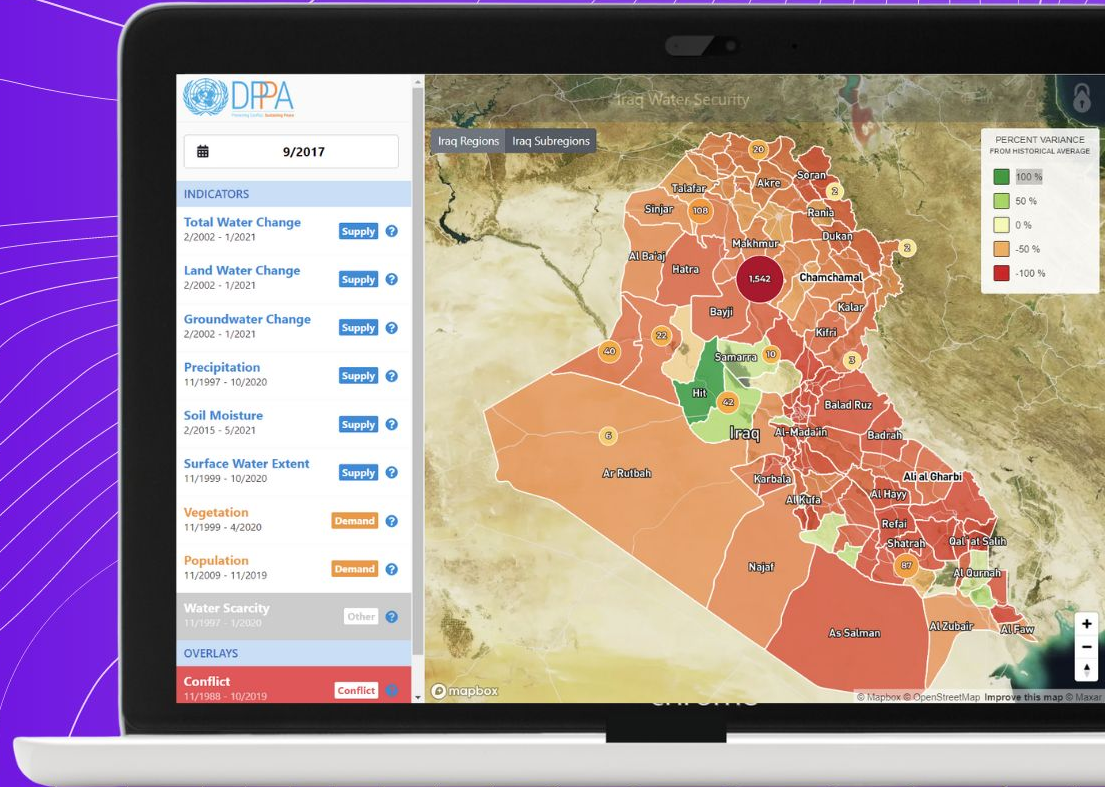 DPPA
9/2017
INDICATORS
Total Water Change
2/2002 - 1/2021
Supply
Land Water Change
2/2002 - 1/2021
Supply
Groundwater Change
2/2002 - 1/2021
Supply
Precipitation
11/1997 - 10/2020
Supply
Soil Moisture
2/2015 - 5/2021
Supply
Surface Water Extent
11/1999 - 10/2020
Supply
Vegetation
11/1999 - 4/2020
Demand
Population
11/2009 - 11/2019
Demand
Water Scarcity
11/1997 - 1/2020
Other
OVERLAYS
Conflict
11/1988 - 10/2019
Conflict
Iraq Water Security
Iraq Regions
Iraq Subregions
PERCENT VARIANCE
FROM HISTORICAL AVERAGE
100 %
50 %
0 %
-50 %
-100 %
20
Talafar
Akre
Soran
2
Sinjar
108
Rania
Makhmur
Dukan
2
Al Ba'aj
Hatra
1,542
Chamchamal
Bayji
Kalar
22
Kifri
40
Samarra
10
3
Hit
42
Balad Ruz
6
Iraq
Al-Mada'in
Badrah
Ar Rutbah
Karbala
Ali al Gharbi
Al Kufa
Al Hayy
Refai
Shatrah
Qal'at Salih
Najaf
87
Al Qurnah
As Salman
Al Zubair
Al Faw
mapbox
© Mapbox © OpenStreetMap Improve this map © Maxar